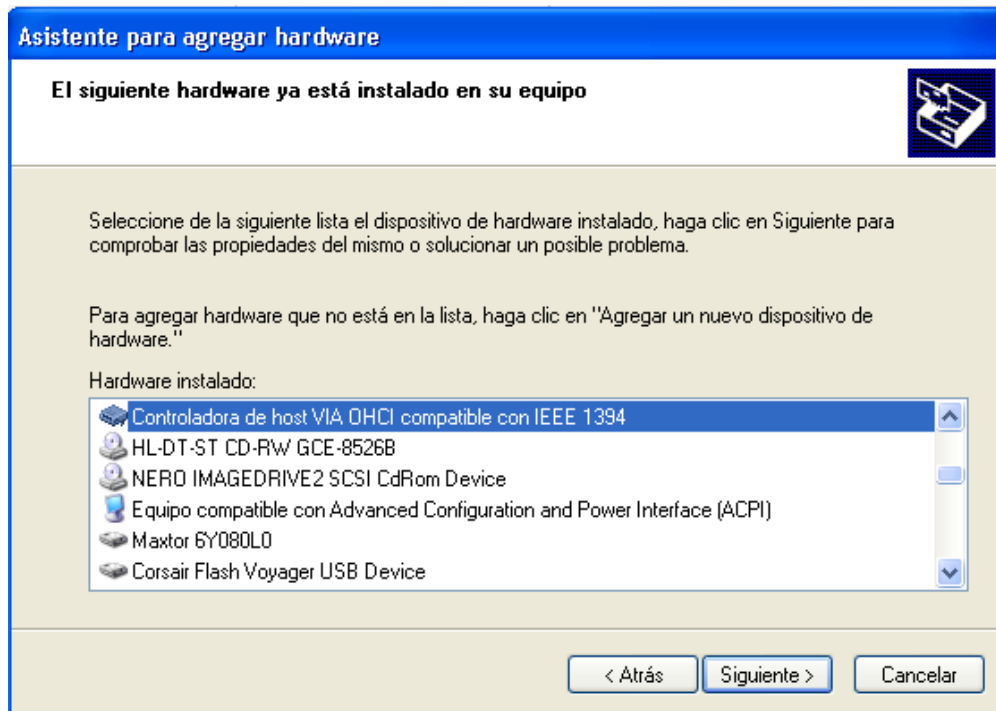 Asistente para agregar hardware
El siguiente hardware ya está instalado en su equipo
Seleccione de la siguiente lista el dispositivo de hardware instalado, haga clic en Siguiente para
comprobar las propiedades del mismo o solucionar un posible problema.
Para agregar hardware que no está en la lista, haga clic en "Agregar un nuevo dispositivo de
hardware."
Hardware instalado:
Controladora de host VIA OHCI compatible con IEEE 1394
HL-DT-ST CD-RW GCE-8526B
NERO IMAGEDRIVE2 SCSI CdRom Device
Equipo compatible con Advanced Configuration and Power Interface (ACPI)
Maxtor 6Y080L0
Corsair Flash Voyager USB Device
< Atrás
Siguiente >
Cancelar